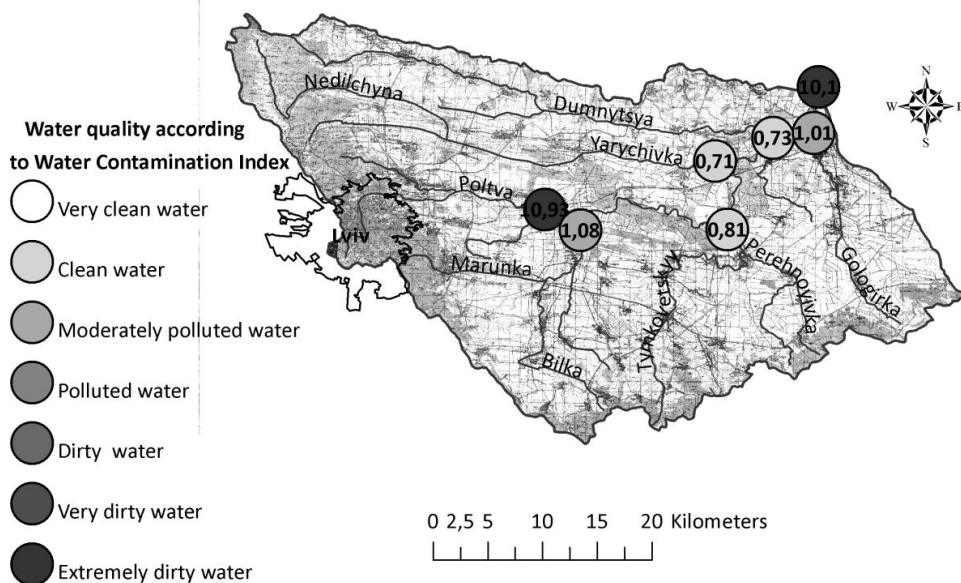 Water quality according
to Water Contamination Index
Very clean water
Clean water
Moderately polluted water
Polluted water
Dirty water
Very dirty water
Extremely dirty water
Nedilchyna
Dumnytsya
Yarychivka
Poltva
Lviv
Marunka
Bilka
Tymkovetskyy
Perehnoyivka
Gologirka
10,1
0,73
1,01
0,71
10,93
1,08
0,81
N
W
E
S
0 2,5 5 10 15 20 Kilometers